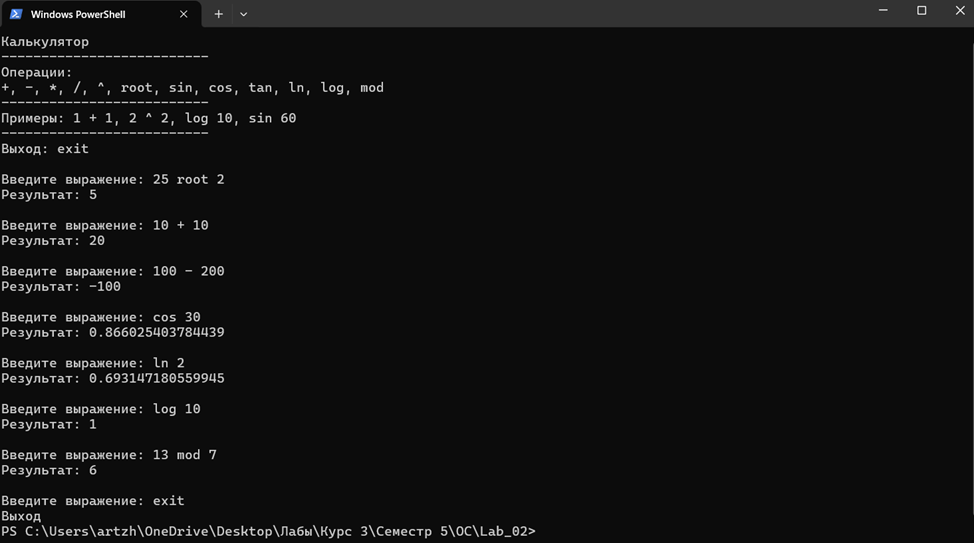 Windows PowerShell
Калькулятор
--------------------------
Операции:
+, -, *, /, ^, root, sin, cos, tan, ln, log, mod
--------------------------
Примеры: 1 + 1, 2 ^ 2, log 10, sin 60
--------------------------
Выход: exit
Введите выражение: 25 root 2
Результат: 5
Введите выражение: 10 + 10
Результат: 20
Введите выражение: 100 - 200
Результат: -100
Введите выражение: cos 30
Результат: 0.866025403784439
Введите выражение: ln 2
Результат: 0.693147180559945
Введите выражение: log 10
Результат: 1
Введите выражение: 13 mod 7
Результат: 6
Введите выражение: exit
Выход
PS C:\Users\artzh\OneDrive\Desktop\Лабы\Курс 3\Семестр 5\ОС\Lab_02>